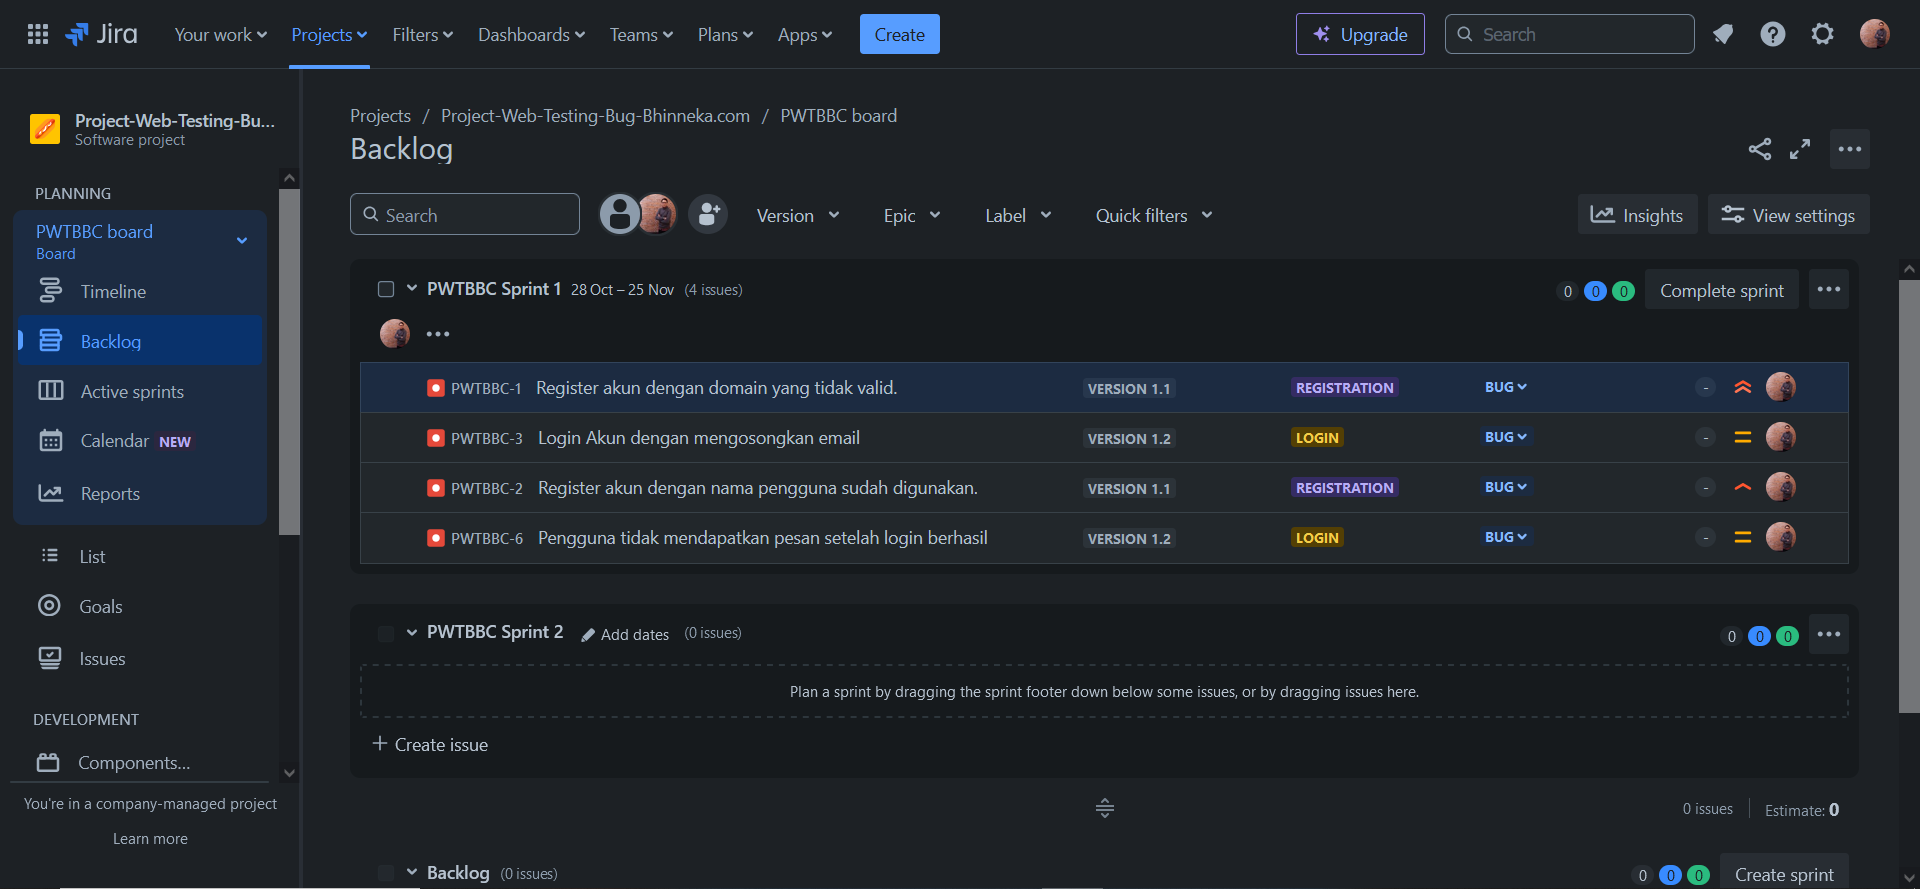 Jira Your work Projects Filters Dashboards Teams Plans Apps Create Upgrade Search
Project-Web-Testing-Bu...
Software project
PLANNING
PWTBBC board
Board
Timeline
Backlog
Active sprints
Calendar NEW
Reports
List
Goals
Issues
DEVELOPMENT
Components...
You're in a company-managed project
Learn more
Projects / Project-Web-Testing-Bug-Bhinneka.com / PWTBBC board
Backlog
Search Version Epic Label Quick filters Insights View settings
PWTBBC Sprint 1 28 Oct – 25 Nov (4 issues) 0 0 0 Complete sprint
PWTBBC-1 Register akun dengan domain yang tidak valid. VERSION 1.1 REGISTRATION BUG -
PWTBBC-3 Login Akun dengan mengosongkan email VERSION 1.2 LOGIN BUG -
PWTBBC-2 Register akun dengan nama pengguna sudah digunakan. VERSION 1.1 REGISTRATION BUG -
PWTBBC-6 Pengguna tidak mendapatkan pesan setelah login berhasil VERSION 1.2 LOGIN BUG -
PWTBBC Sprint 2 Add dates (0 issues) 0 0 0
Plan a sprint by dragging the sprint footer down below some issues, or by dragging issues here.
+ Create issue
0 issues Estimate: 0
Backlog (0 issues) 0 0 0 Create sprint